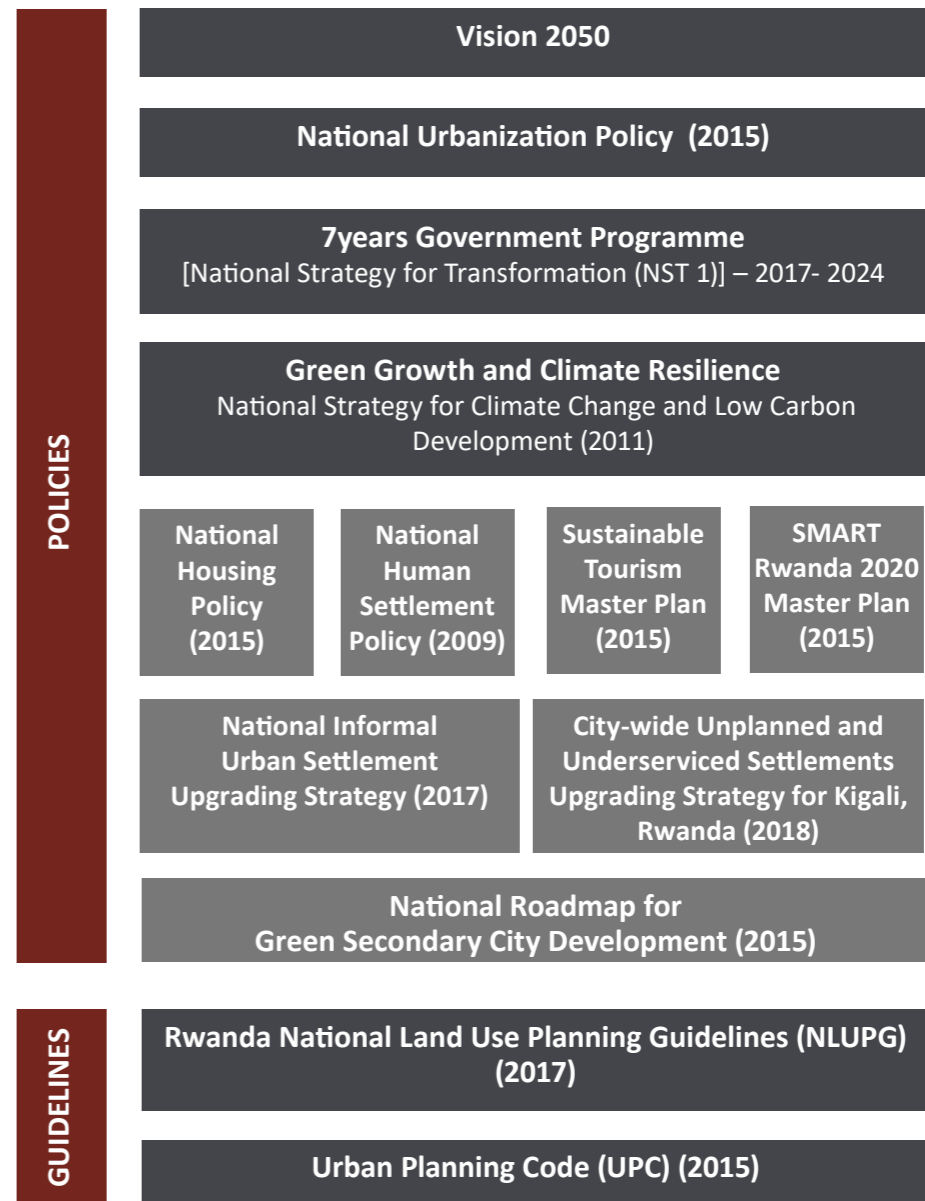 POLICIES
Vision 2050
National Urbanization Policy (2015)
7years Government Programme
[National Strategy for Transformation (NST 1)] – 2017- 2024
Green Growth and Climate Resilience
National Strategy for Climate Change and Low Carbon
Development (2011)
National
Housing
Policy
(2015)
National
Human
Settlement
Policy (2009)
Sustainable
Tourism
Master Plan
(2015)
SMART
Rwanda 2020
Master Plan
(2015)
National Informal
Urban Settlement
Upgrading Strategy (2017)
City-wide Unplanned and
Underserviced Settlements
Upgrading Strategy for Kigali,
Rwanda (2018)
National Roadmap for
Green Secondary City Development (2015)
GUIDELINES
Rwanda National Land Use Planning Guidelines (NLUPG)
(2017)
Urban Planning Code (UPC) (2015)